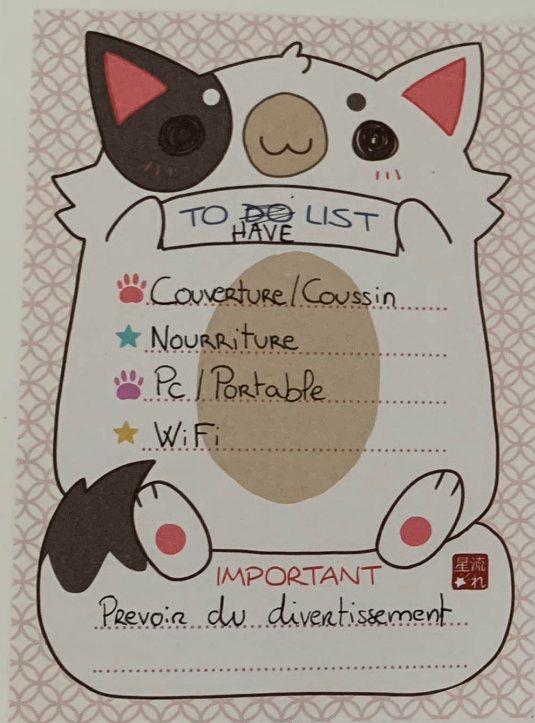 TO DO LIST
HAVE
Couverture/Coussin
Nourriture
Pc/Portable
WiFi
IMPORTANT
星流
れ
Prevoir du divertissement